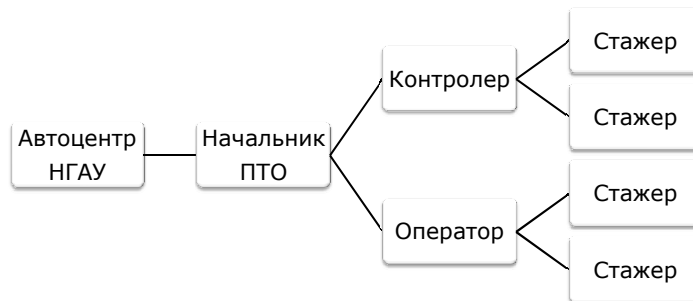 Автоцентр
НГАУ
Начальник
ПТО
Контролер
Оператор
Стажер
Стажер
Стажер
Стажер